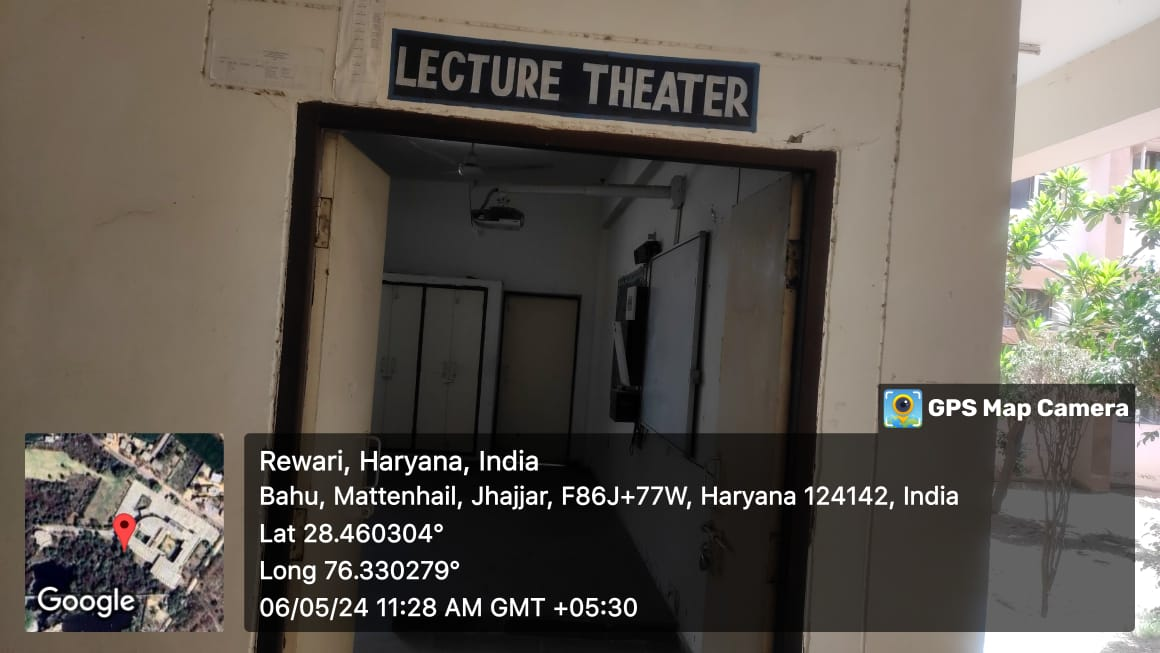 LECTURE THEATER
GPS Map Camera
Rewari, Haryana, India
Bahu, Mattenhail, Jhajjar, F86J+77W, Haryana 124142, India
Lat 28.460304°
Long 76.330279°
06/05/24 11:28 AM GMT +05:30
Google